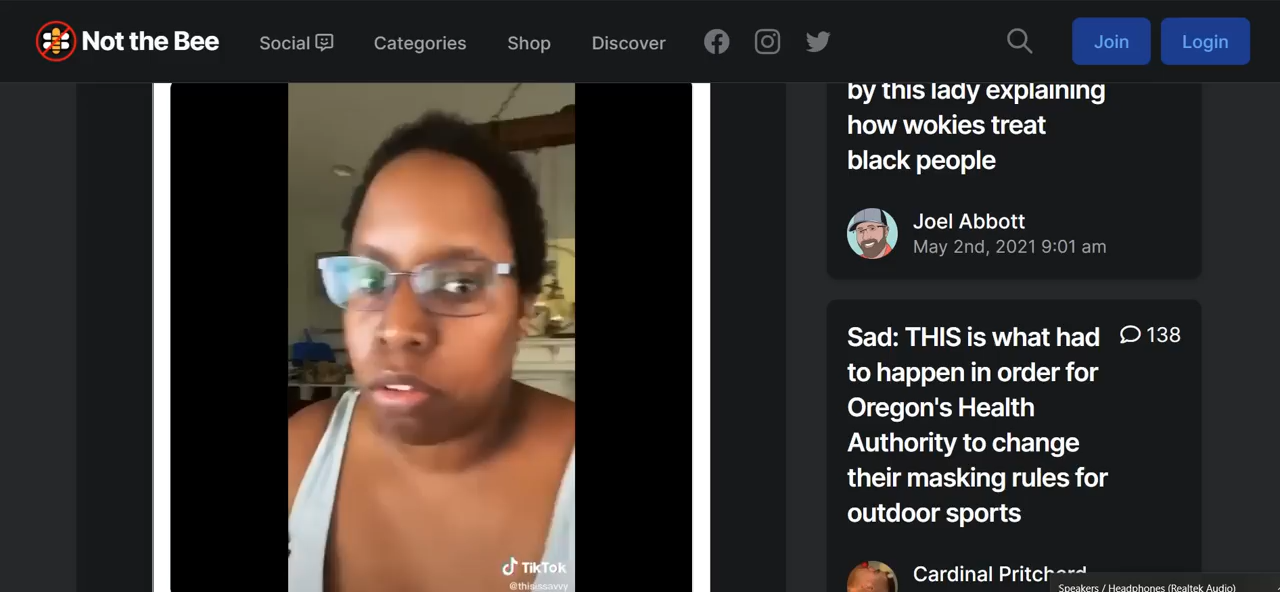 Not the Bee
Social
Categories
Shop
Discover
Join
Login
by this lady explaining
how wokies treat
black people
Joel Abbott
May 2nd, 2021 9:01 am
Sad: THIS is what had
138
to happen in order for
Oregon's Health
Authority to change
their masking rules for
outdoor sports
Cardinal Pritchard
TikTok
@thisissavvy
Speakers / Headphones (Realtek Audio)